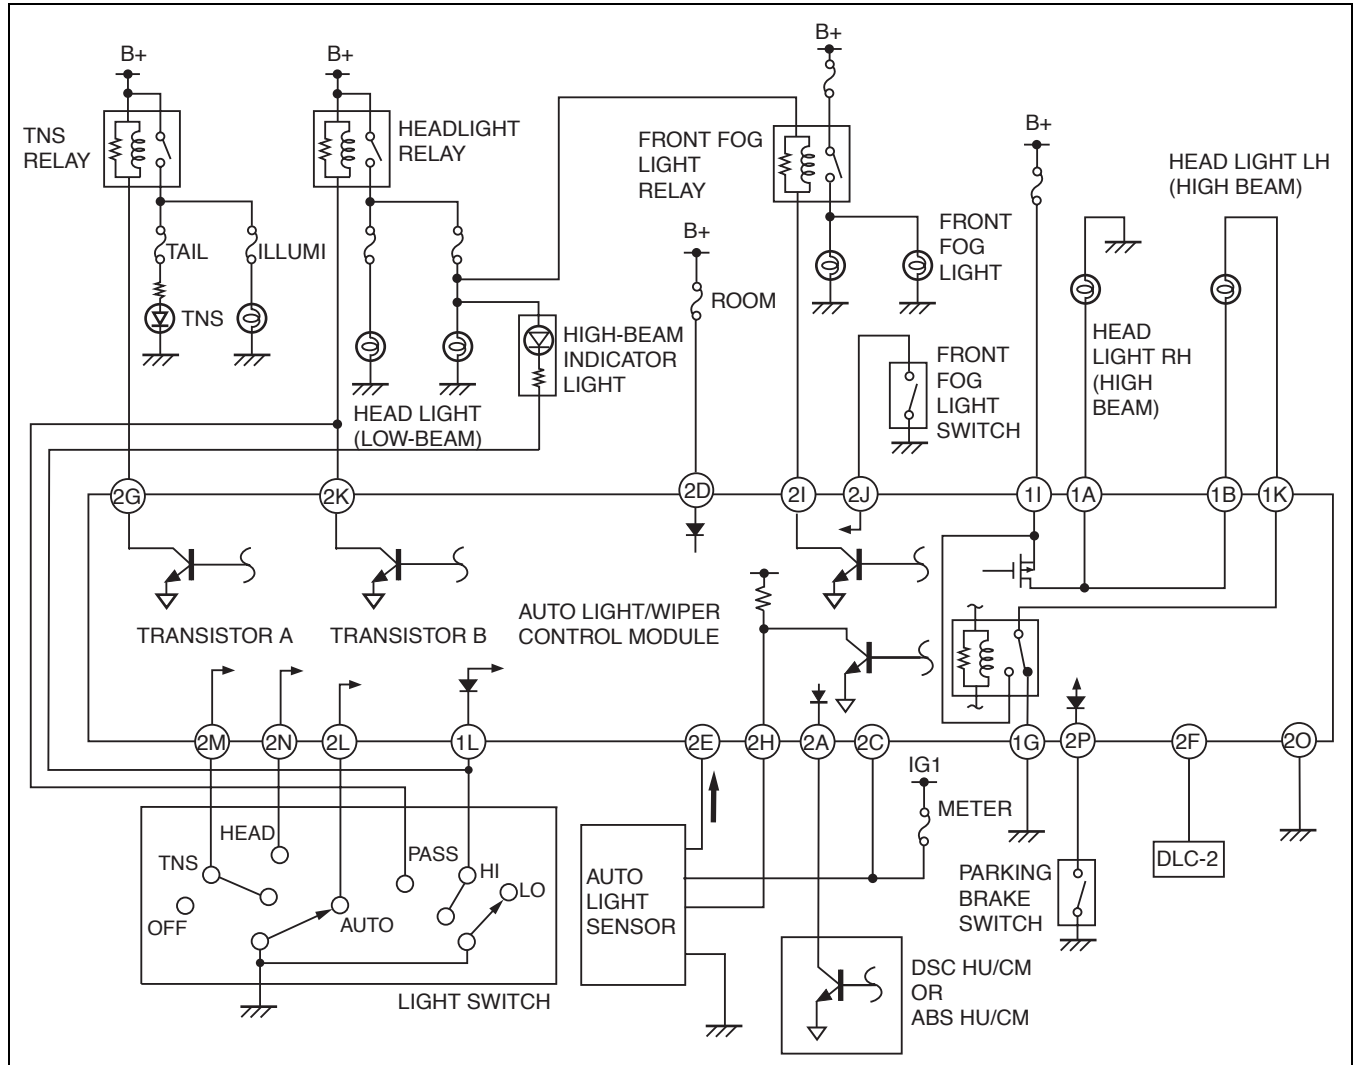 B+
B+
B+
B+
B+
TNS
RELAY
HEADLIGHT
RELAY
FRONT FOG
LIGHT
RELAY
HEAD LIGHT LH
(HIGH BEAM)
TAIL
ILLUMI
TNS
ROOM
FRONT
FOG
LIGHT
HIGH-BEAM
INDICATOR
LIGHT
HEAD LIGHT
(LOW-BEAM)
FRONT
FOG
LIGHT
SWITCH
HEAD
LIGHT RH
(HIGH
BEAM)
2G
2K
2D
2I
2J
1I
1A
1B
1K
TRANSISTOR A
TRANSISTOR B
AUTO LIGHT/WIPER
CONTROL MODULE
2M
2N
2L
1L
2E
2H
2A
2C
1G
2P
2F
2O
IG1
METER
TNS
HEAD
OFF
AUTO
PASS
HI
LO
LIGHT SWITCH
AUTO
LIGHT
SENSOR
PARKING
BRAKE
SWITCH
DLC-2
DSC HU/CM
OR
ABS HU/CM